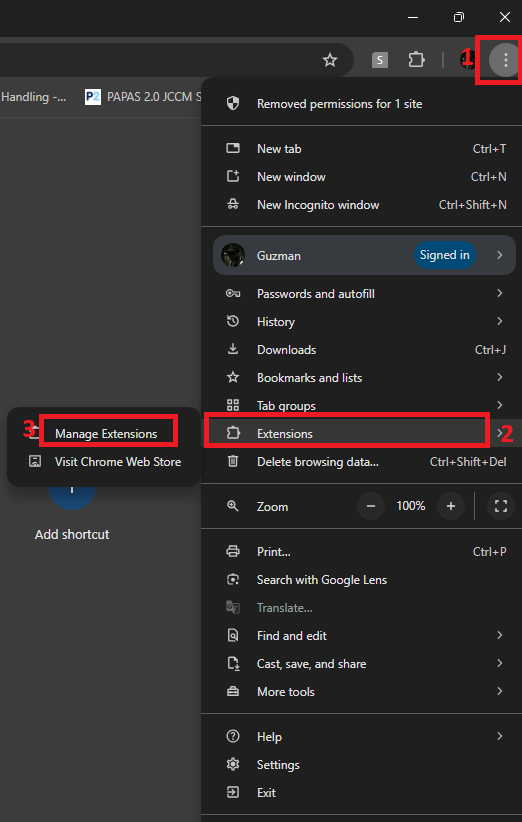 S
1
Handling -...
P2 PAPAS 2.0 JCCM S
Removed permissions for 1 site
New tab Ctrl+T
New window Ctrl+N
New Incognito window Ctrl+Shift+N
Guzman Signed in
Passwords and autofill
History
Downloads Ctrl+J
Bookmarks and lists
Tab groups
3 Manage Extensions
Extensions 2
Visit Chrome Web Store
Delete browsing data... Ctrl+Shift+Del
Zoom − 100% +
Add shortcut
Print... Ctrl+P
Search with Google Lens
Translate...
Find and edit
Cast, save, and share
More tools
Help
Settings
Exit